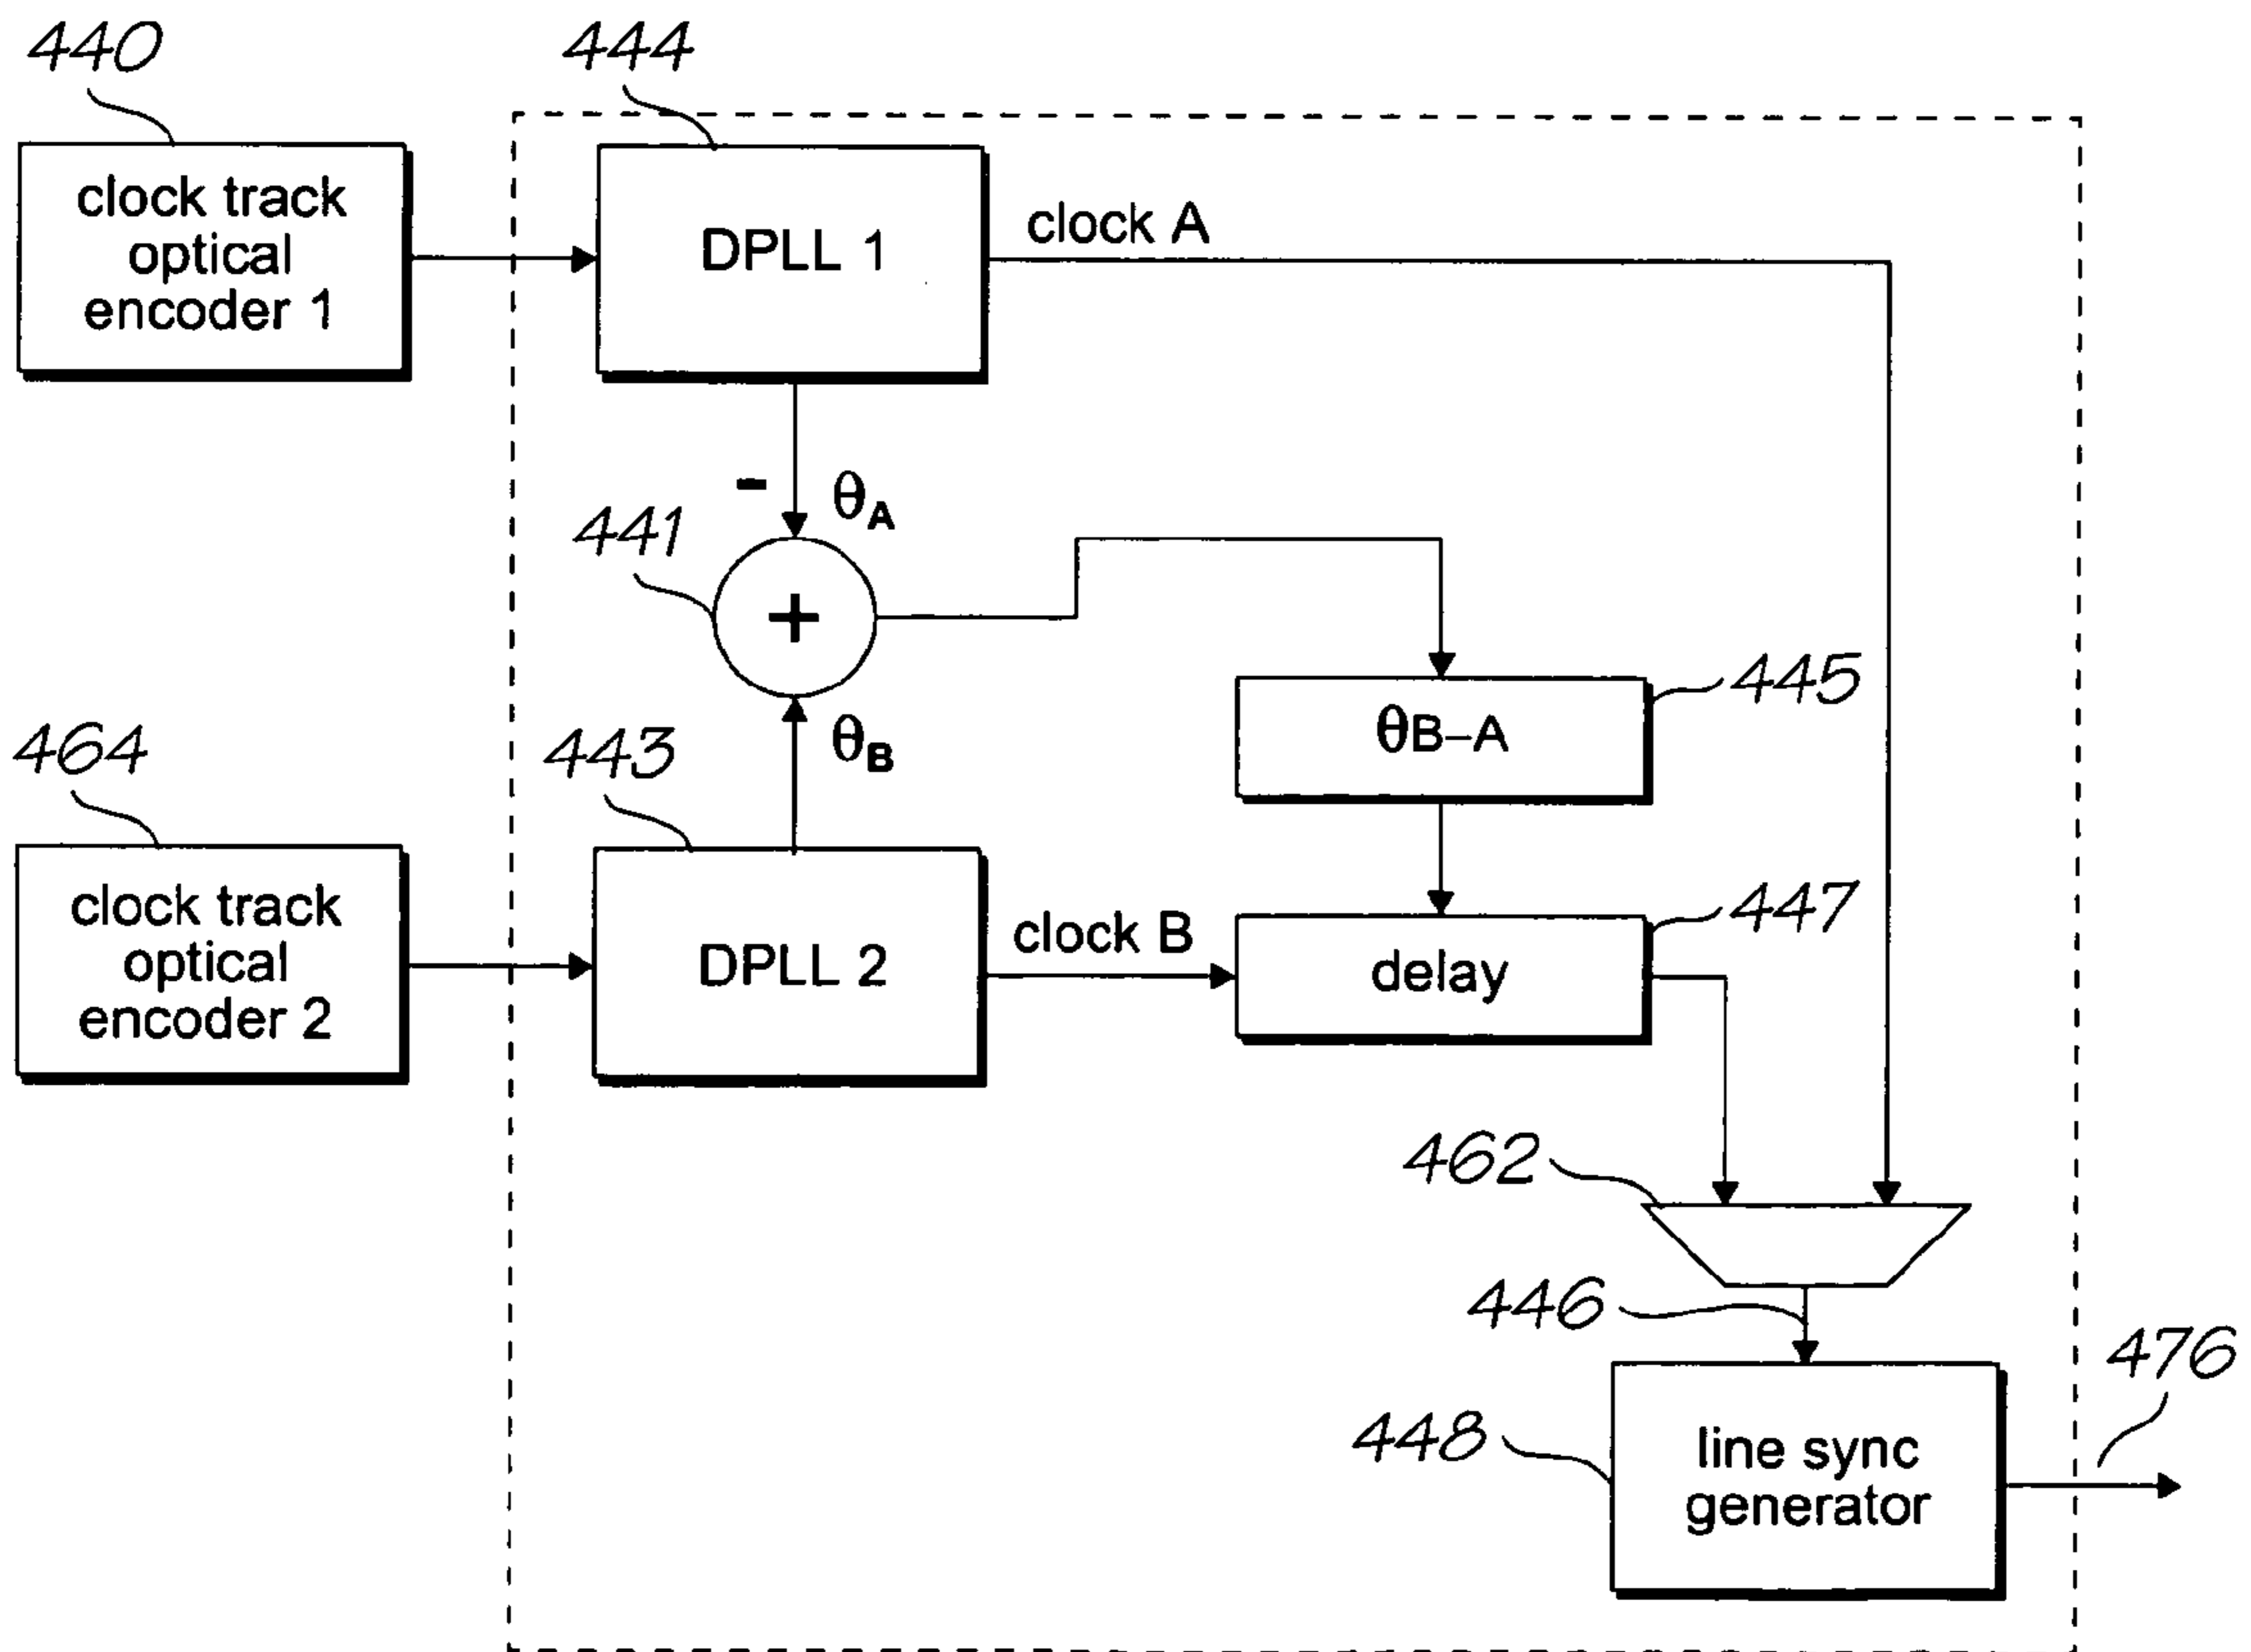 440
444
clock track
optical
encoder 1
DPLL 1
clock A
-
θA
441
+
445
θB–A
464
443
θB
clock track
optical
encoder 2
DPLL 2
clock B
447
delay
462
446
476
448
line sync
generator